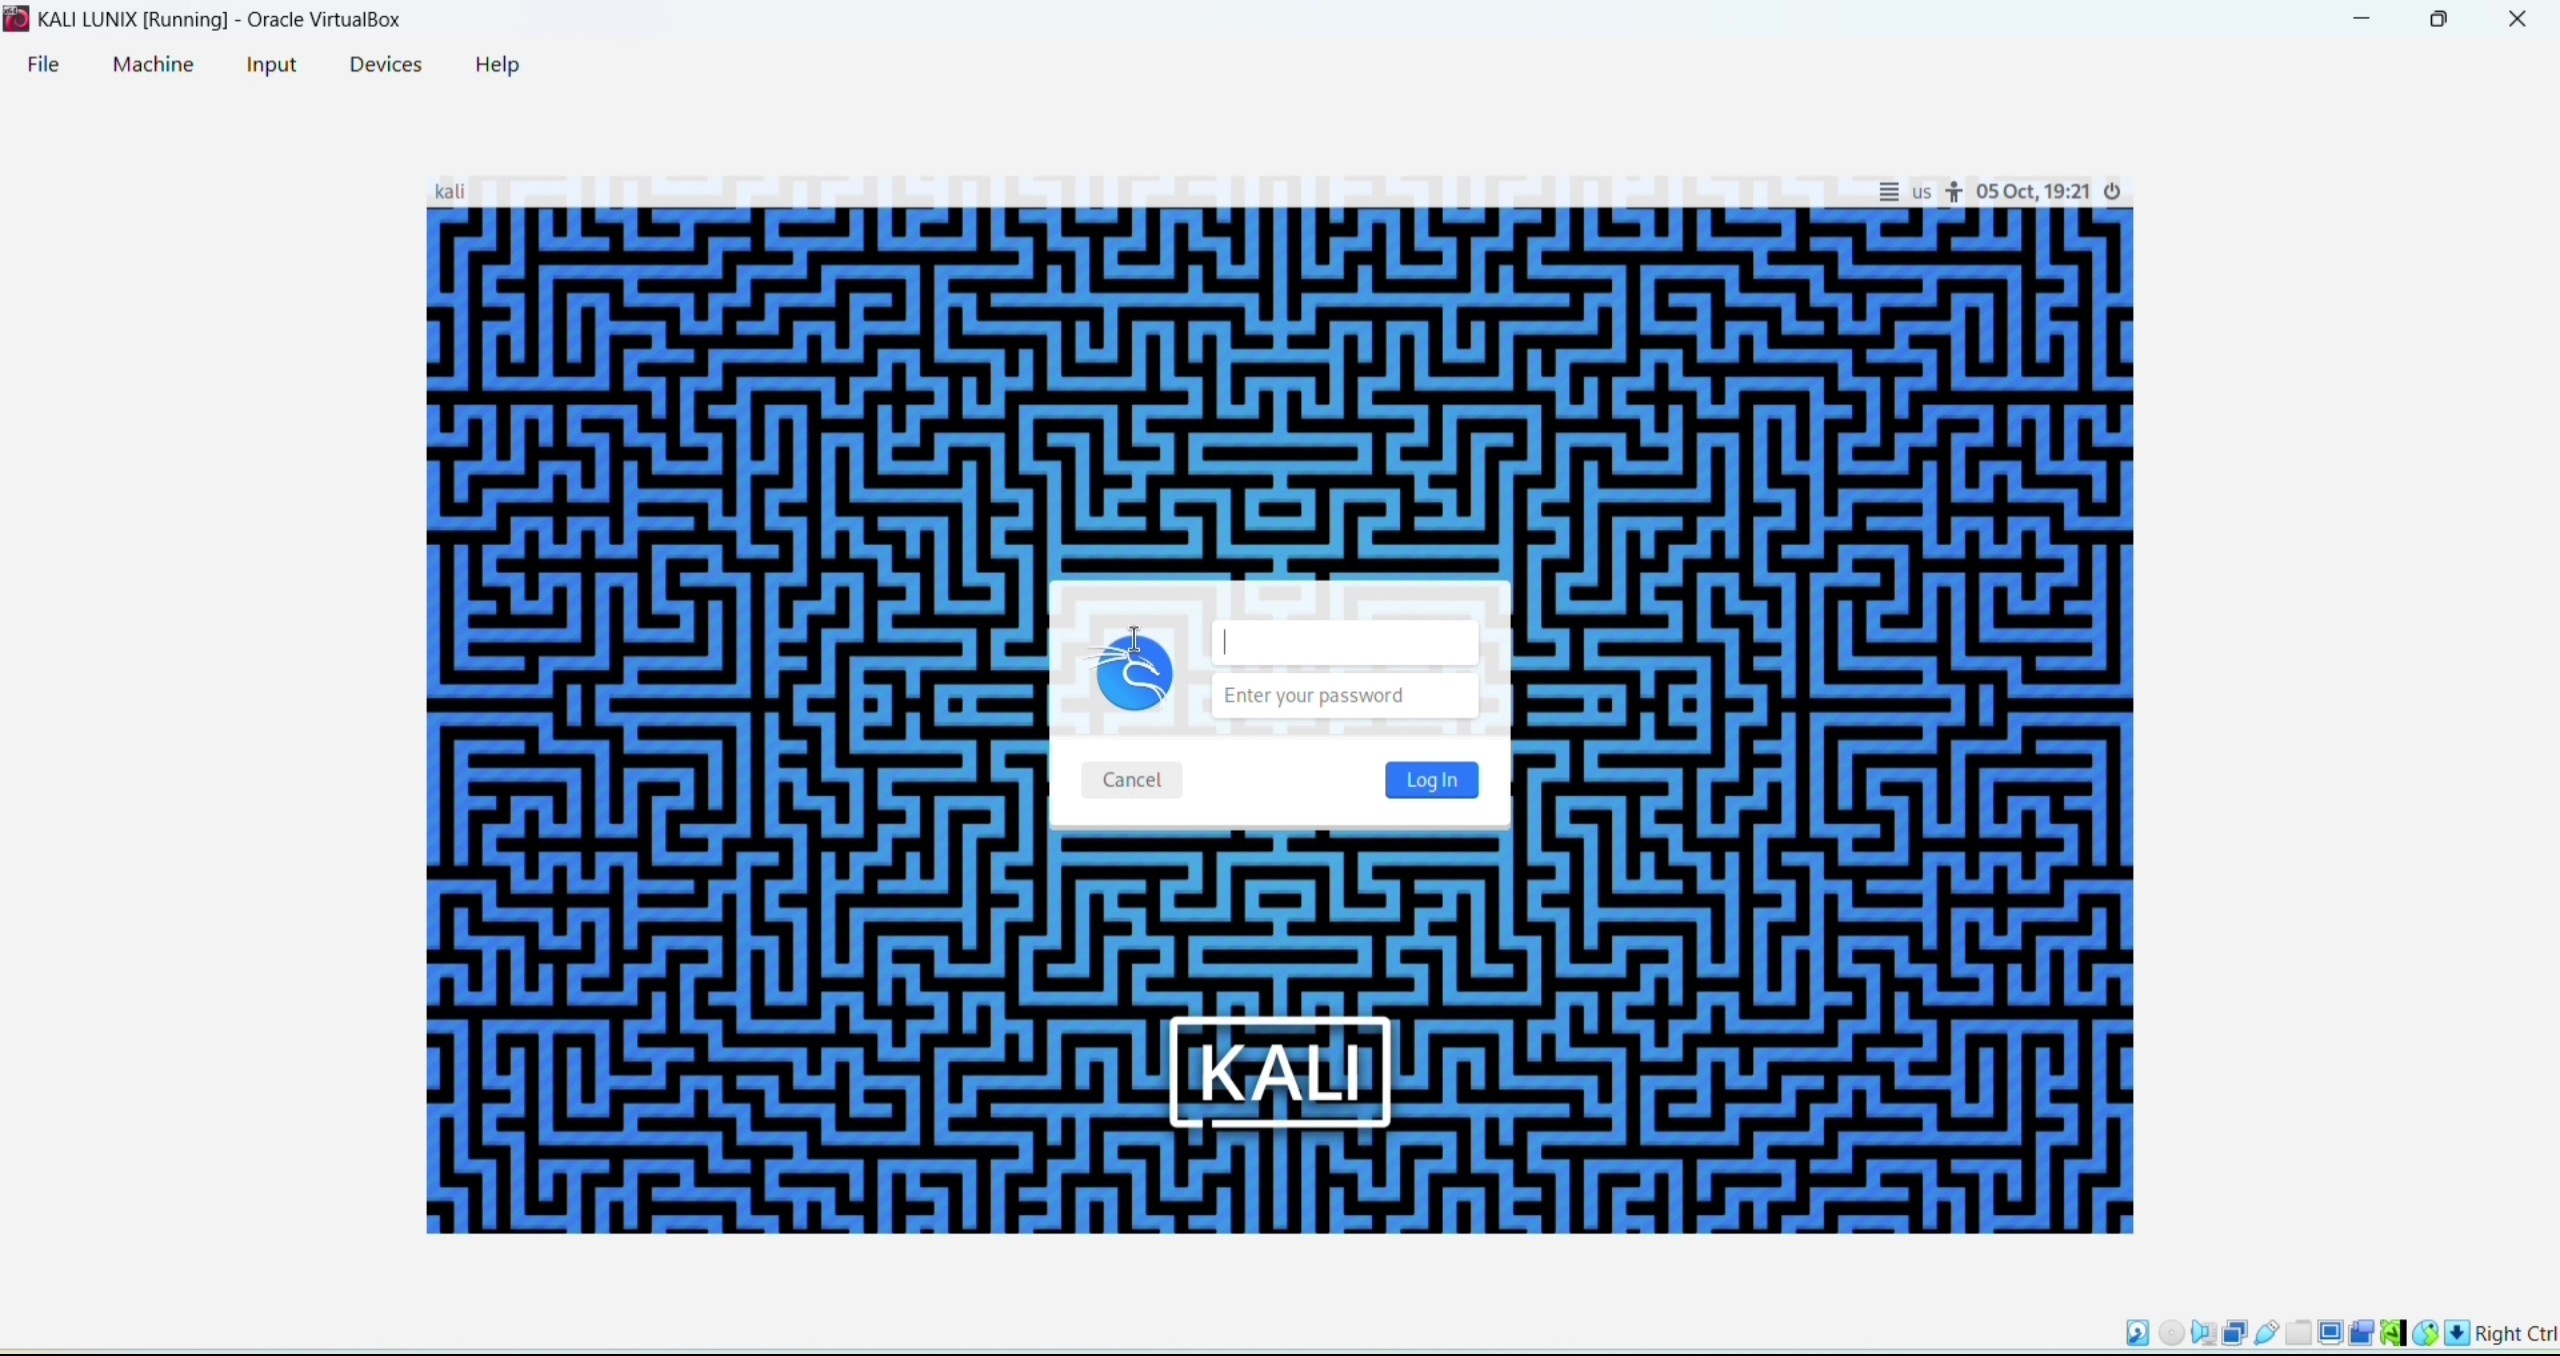 KALI LUNIX [Running] - Oracle VirtualBox
File Machine Input Devices Help
kali us 05 Oct, 19:21
Enter your password
Cancel Log In
KALI
Right Ctrl